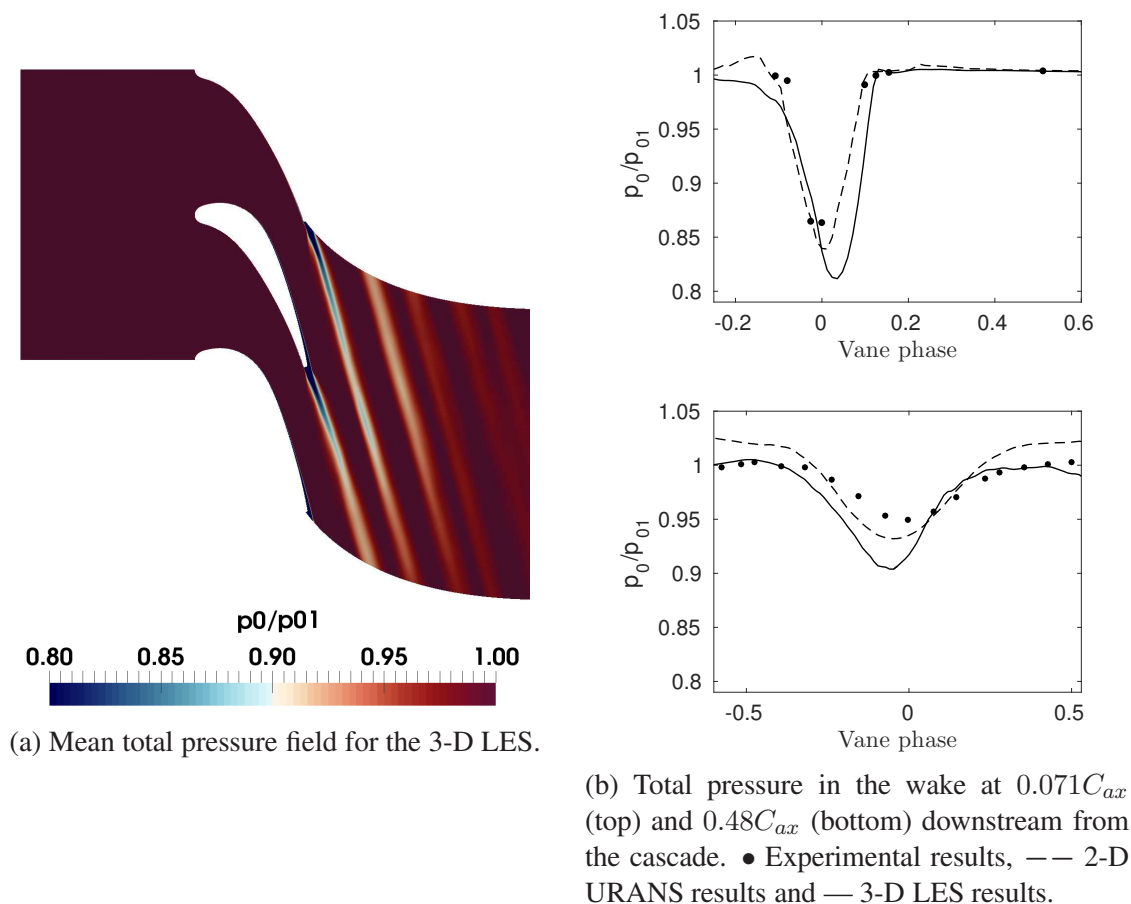 p0/p01
0.80 0.85 0.90 0.95 1.00
(a) Mean total pressure field for the 3-D LES.
1.05
1
0.95
0.9
0.85
0.8
p₀/p₀₁
-0.2 0 0.2 0.4 0.6
Vane phase
1.05
1
0.95
0.9
0.85
0.8
p₀/p₀₁
-0.5 0 0.5
Vane phase
(b) Total pressure in the wake at 0.071Cₐₓ
(top) and 0.48Cₐₓ (bottom) downstream from
the cascade. • Experimental results, – – 2-D
URANS results and — 3-D LES results.